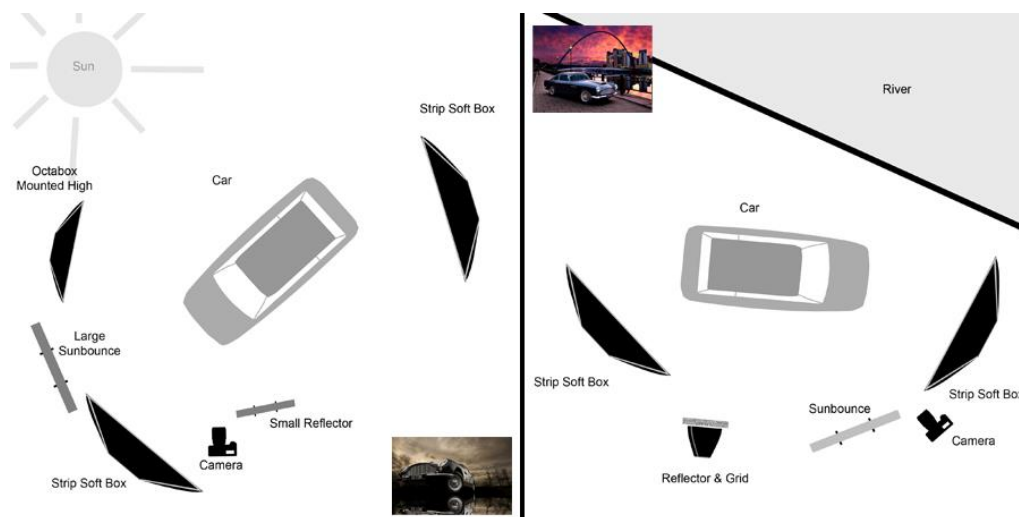 Sun
Strip Soft Box
Octabox
Mounted High
Car
Large
Sunbounce
Small Reflector
Camera
Strip Soft Box
River
Car
Strip Soft Box
Strip Soft Box
Sunbounce
Camera
Reflector & Grid